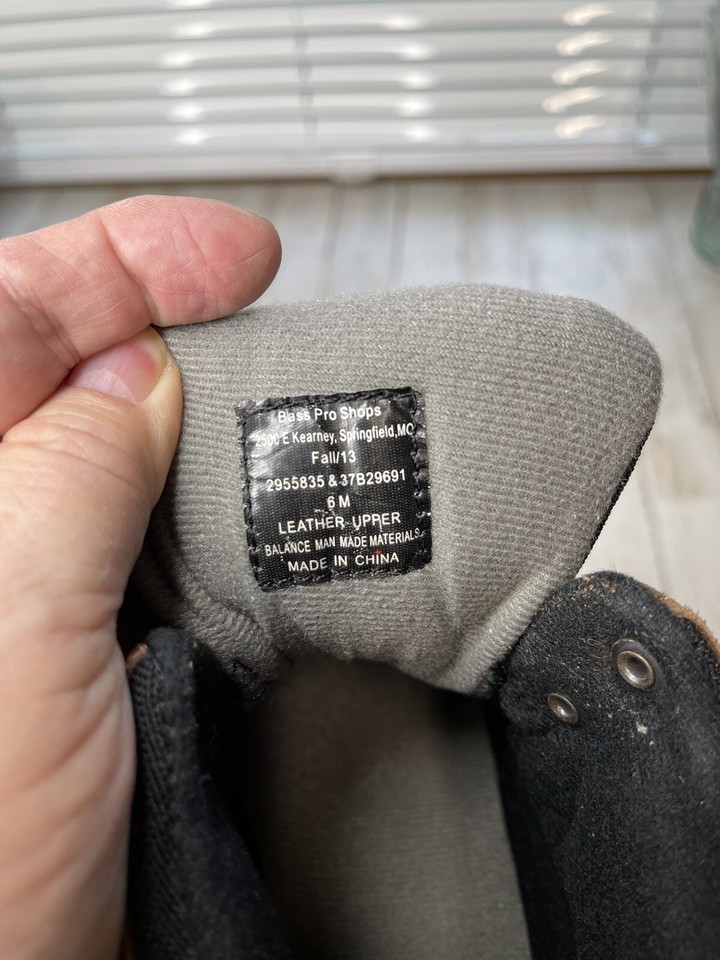 Bass Pro Shops
2500 E Kearney, Springfield,MO
Fall/13
2955835 & 37B29691
6 M
LEATHER UPPER
BALANCE MAN MADE MATERIALS
MADE IN CHINA